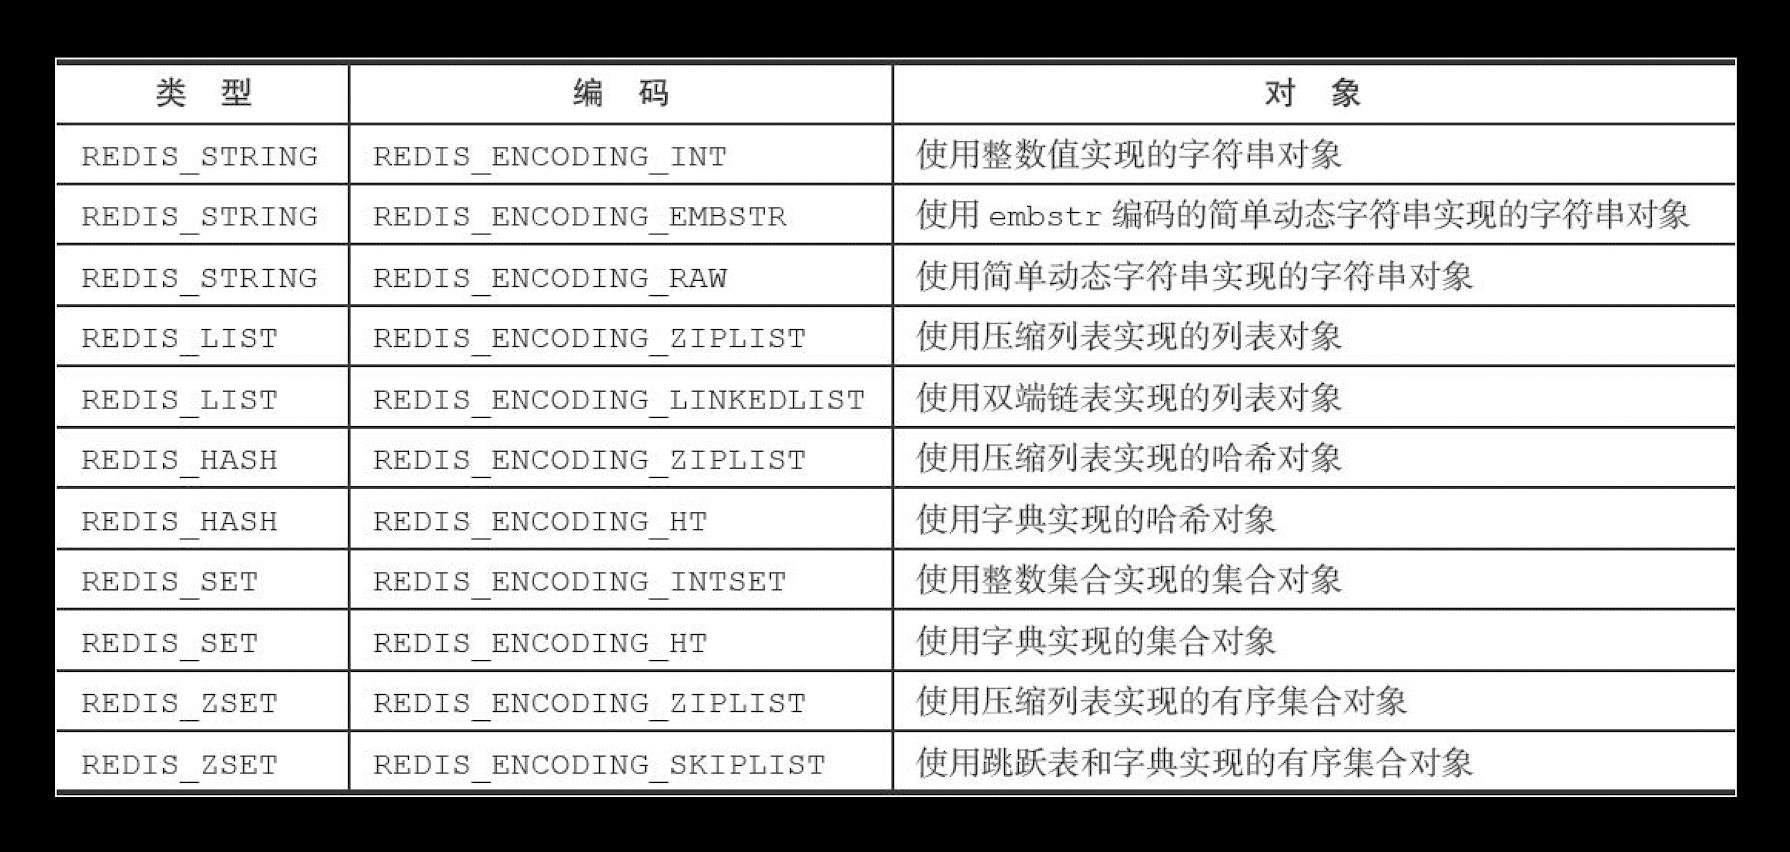 类 型 编 码 对 象
REDIS_STRING REDIS_ENCODING_INT 使用整数值实现的字符串对象
REDIS_STRING REDIS_ENCODING_EMBSTR 使用 embstr 编码的简单动态字符串实现的字符串对象
REDIS_STRING REDIS_ENCODING_RAW 使用简单动态字符串实现的字符串对象
REDIS_LIST REDIS_ENCODING_ZIPLIST 使用压缩列表实现的列表对象
REDIS_LIST REDIS_ENCODING_LINKEDLIST 使用双端链表实现的列表对象
REDIS_HASH REDIS_ENCODING_ZIPLIST 使用压缩列表实现的哈希对象
REDIS_HASH REDIS_ENCODING_HT 使用字典实现的哈希对象
REDIS_SET REDIS_ENCODING_INTSET 使用整数集合实现的集合对象
REDIS_SET REDIS_ENCODING_HT 使用字典实现的集合对象
REDIS_ZSET REDIS_ENCODING_ZIPLIST 使用压缩列表实现的有序集合对象
REDIS_ZSET REDIS_ENCODING_SKIPLIST 使用跳跃表和字典实现的有序集合对象